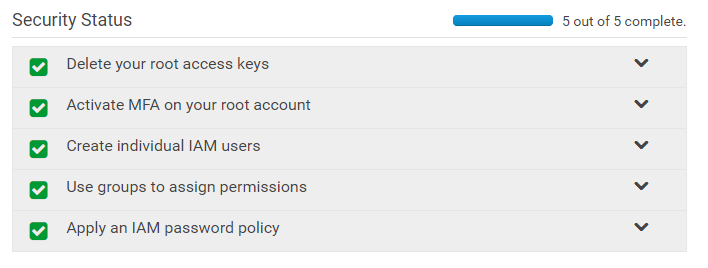 Security Status
5 out of 5 complete.
Delete your root access keys
Activate MFA on your root account
Create individual IAM users
Use groups to assign permissions
Apply an IAM password policy